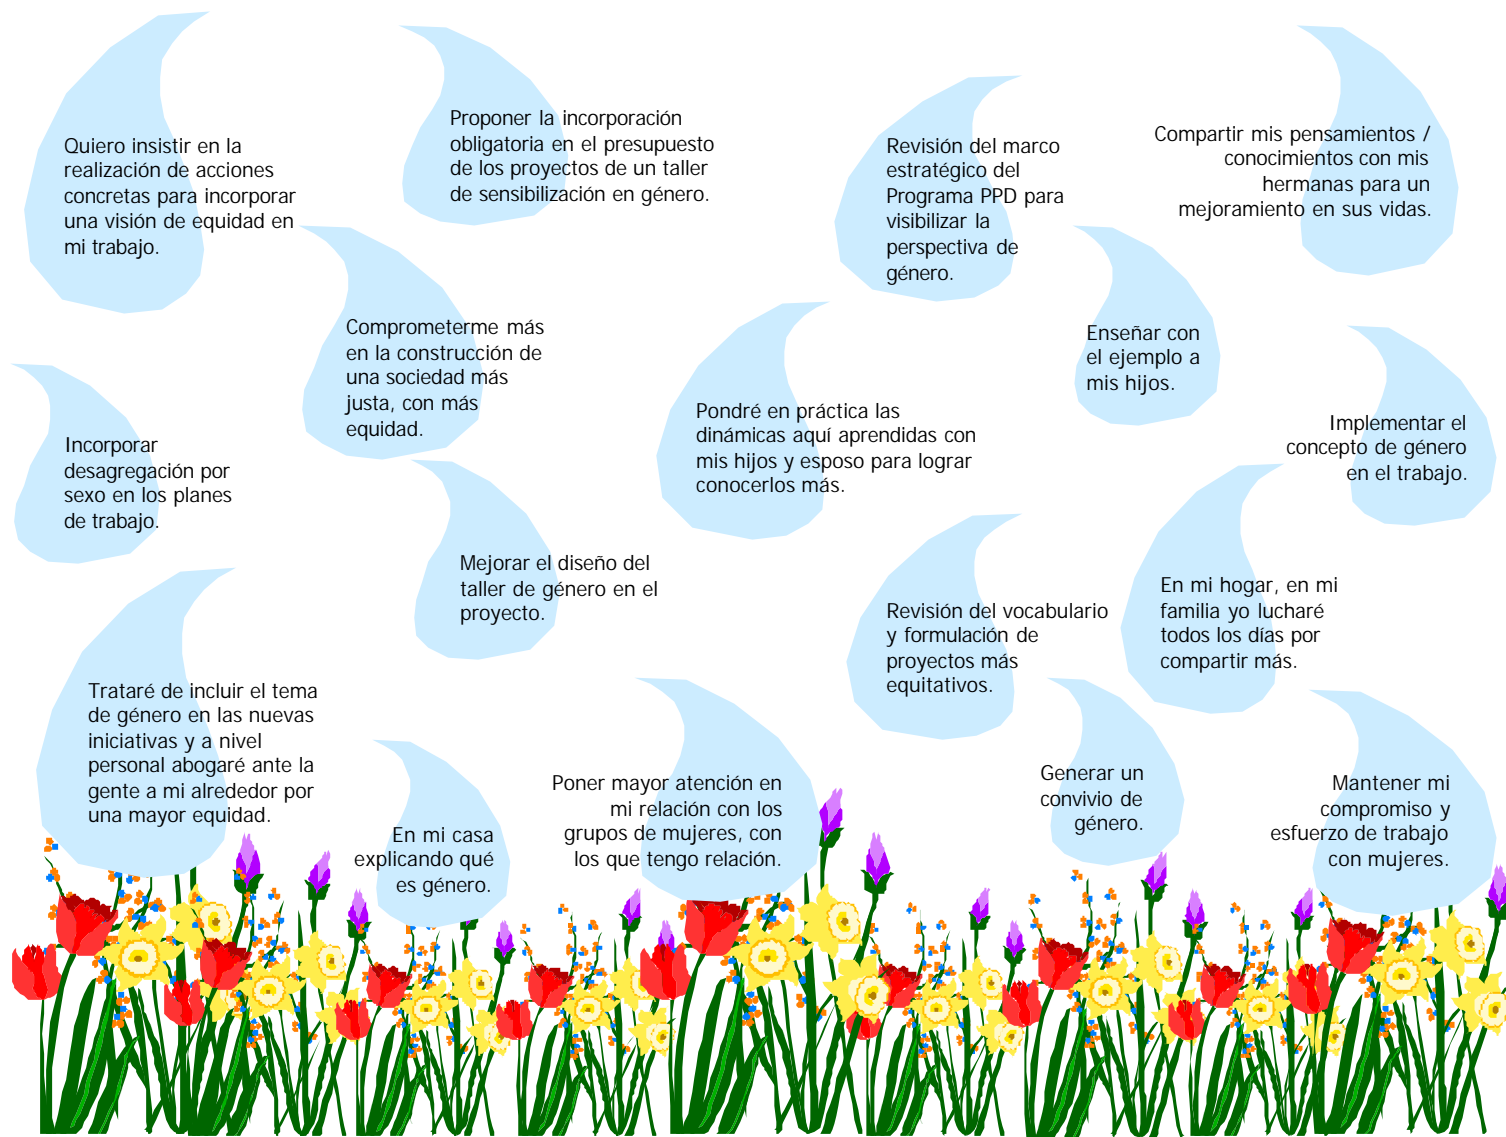 Quiero insistir en la
realización de acciones
concretas para incorporar
una visión de equidad en
mi trabajo.
Proponer la incorporación
obligatoria en el presupuesto
de los proyectos de un taller
de sensibilización en género.
Revisión del marco
estratégico del
Programa PPD para
visibilizar la
perspectiva de
género.
Compartir mis pensamientos /
conocimientos con mis
hermanas para un
mejoramiento en sus vidas.
Comprometerme más
en la construcción de
una sociedad más
justa, con más
equidad.
Enseñar con
el ejemplo a
mis hijos.
Incorporar
desagregación por
sexo en los planes
de trabajo.
Pondré en práctica las
dinámicas aquí aprendidas con
mis hijos y esposo para lograr
conocerlos más.
Implementar el
concepto de género
en el trabajo.
Mejorar el diseño del
taller de género en el
proyecto.
Revisión del vocabulario
y formulación de
proyectos más
equitativos.
En mi hogar, en mi
familia yo lucharé
todos los días por
compartir más.
Trataré de incluir el tema
de género en las nuevas
iniciativas y a nivel
personal abogaré ante la
gente a mi alrededor por
una mayor equidad.
En mi casa
explicando qué
es género.
Poner mayor atención en
mi relación con los
grupos de mujeres, con
los que tengo relación.
Generar un
convivio de
género.
Mantener mi
compromiso y
esfuerzo de trabajo
con mujeres.